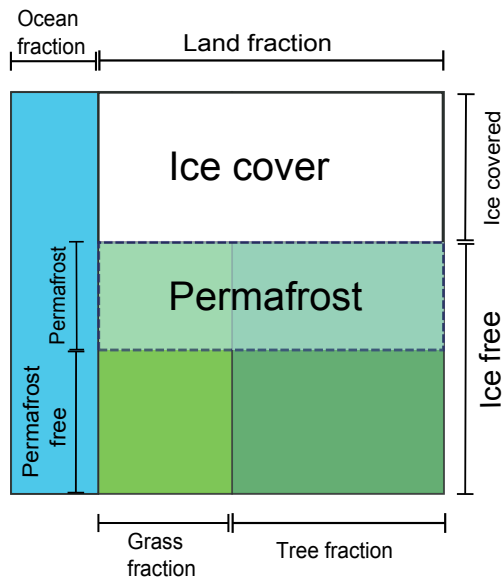 Ocean
fraction
Land fraction
Ice cover
Ice covered
Permafrost
Permafrost
Ice free
Permafrost
free
Grass
fraction
Tree fraction